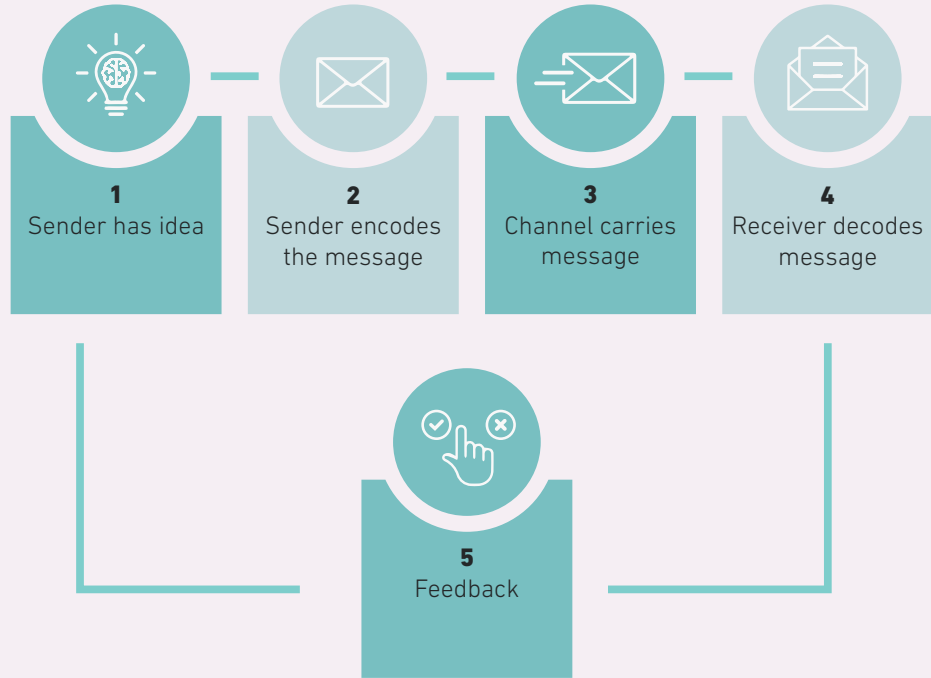 1
Sender has idea
2
Sender encodes
the message
3
Channel carries
message
4
Receiver decodes
message
5
Feedback